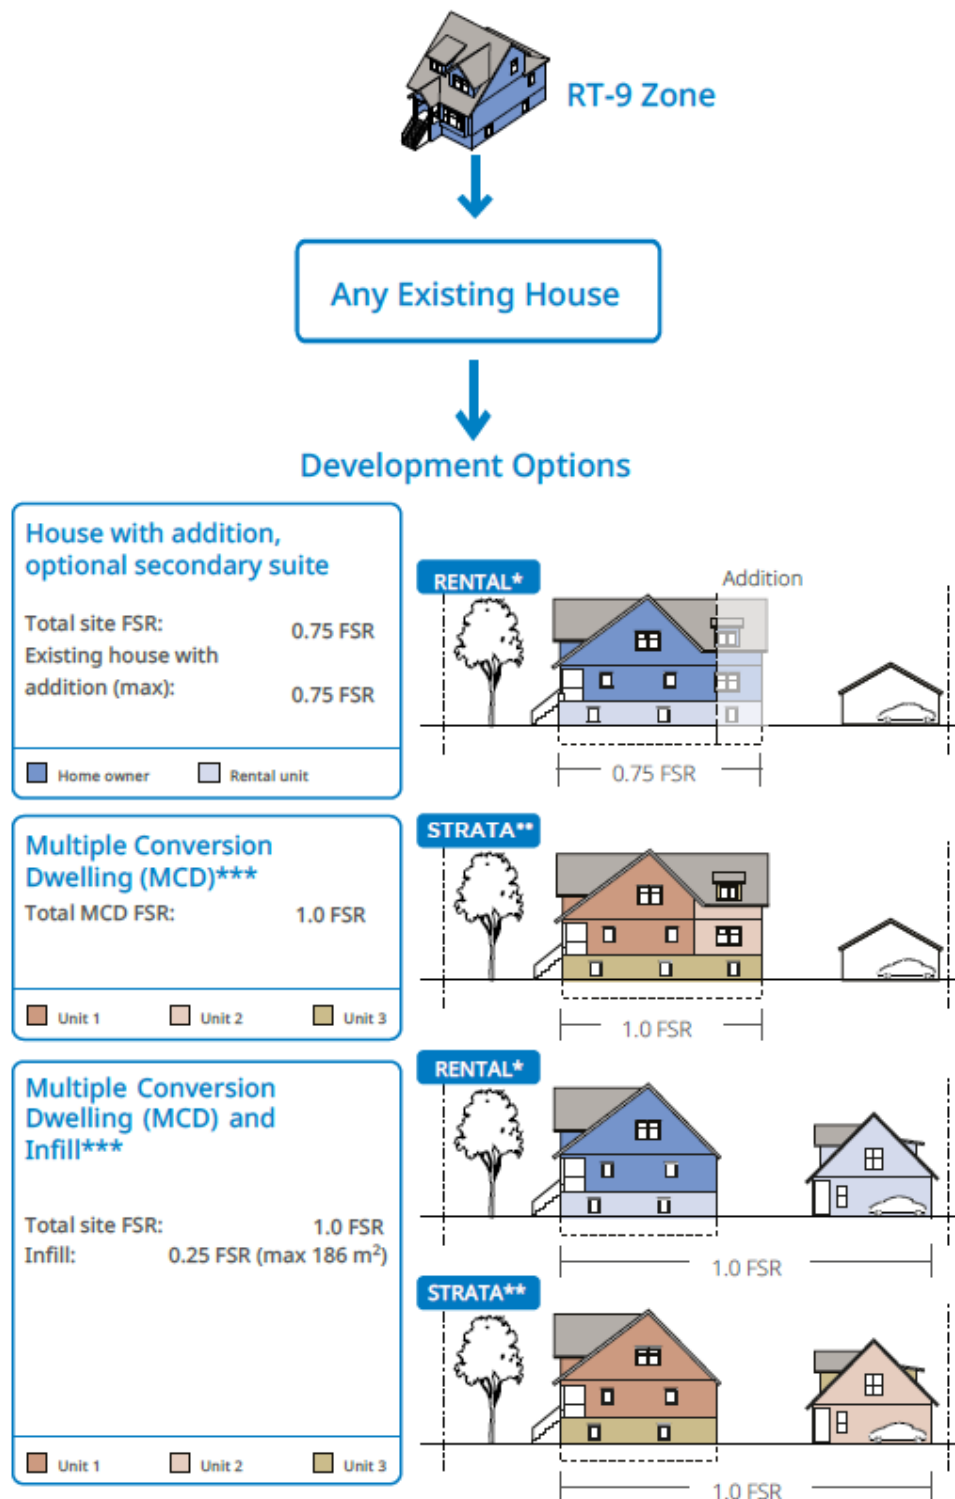 RT-9 Zone
Any Existing House
Development Options
House with addition,
optional secondary suite
Total site FSR: 0.75 FSR
Existing house with
addition (max): 0.75 FSR
Home owner Rental unit
RENTAL*
Addition
0.75 FSR
Multiple Conversion
Dwelling (MCD)***
Total MCD FSR: 1.0 FSR
Unit 1 Unit 2 Unit 3
STRATA**
1.0 FSR
Multiple Conversion
Dwelling (MCD) and
Infill***
Total site FSR: 1.0 FSR
Infill: 0.25 FSR (max 186 m²)
Unit 1 Unit 2 Unit 3
RENTAL*
1.0 FSR
STRATA**
1.0 FSR